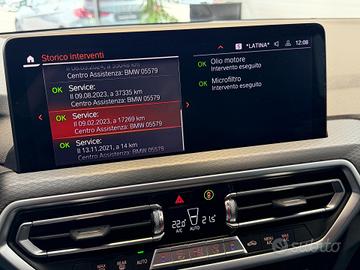 Storico interventi
*LATINA*
12:08
Centro Assistenza: BMW 05579
OK
Service:
Il 09.08.2023, a 37335 km
Centro Assistenza: BMW 05579
OK
Service:
Il 09.02.2023, a 17269 km
Centro Assistenza: BMW 05579
OK
Service:
Il 13.11.2021, a 14 km
Centro Assistenza: BMW 05579
OK
Olio motore
Intervento eseguito
OK
Microfiltro
Intervento eseguito
22.0
21.5
A/C
AUTO
REAR
MAX
subito